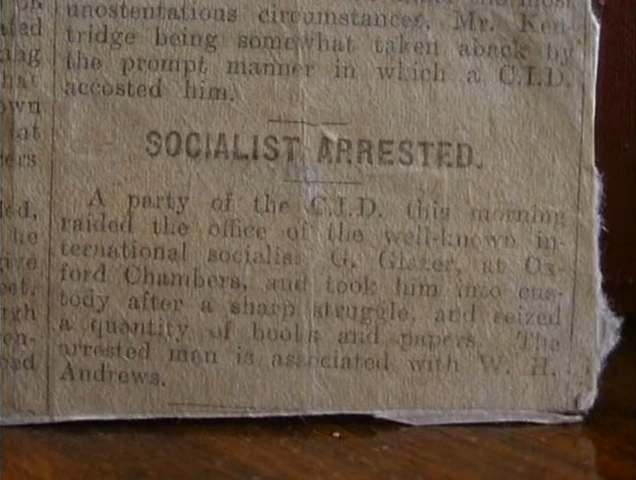 unostentatious circumstances, Mr. Ken-
tridge being somewhat taken aback by
the prompt manner in which a C.I.D.
accosted him.
SOCIALIST ARRESTED.
A party of the C.I.D. this morning
raided the office of the well-known in-
ternational socialist G. Glazer, at Ox-
ford Chambers, and took him into cus-
tody after a sharp struggle, and seized
a quantity of books and papers. The
arrested man is associated with W. H.
Andrews.